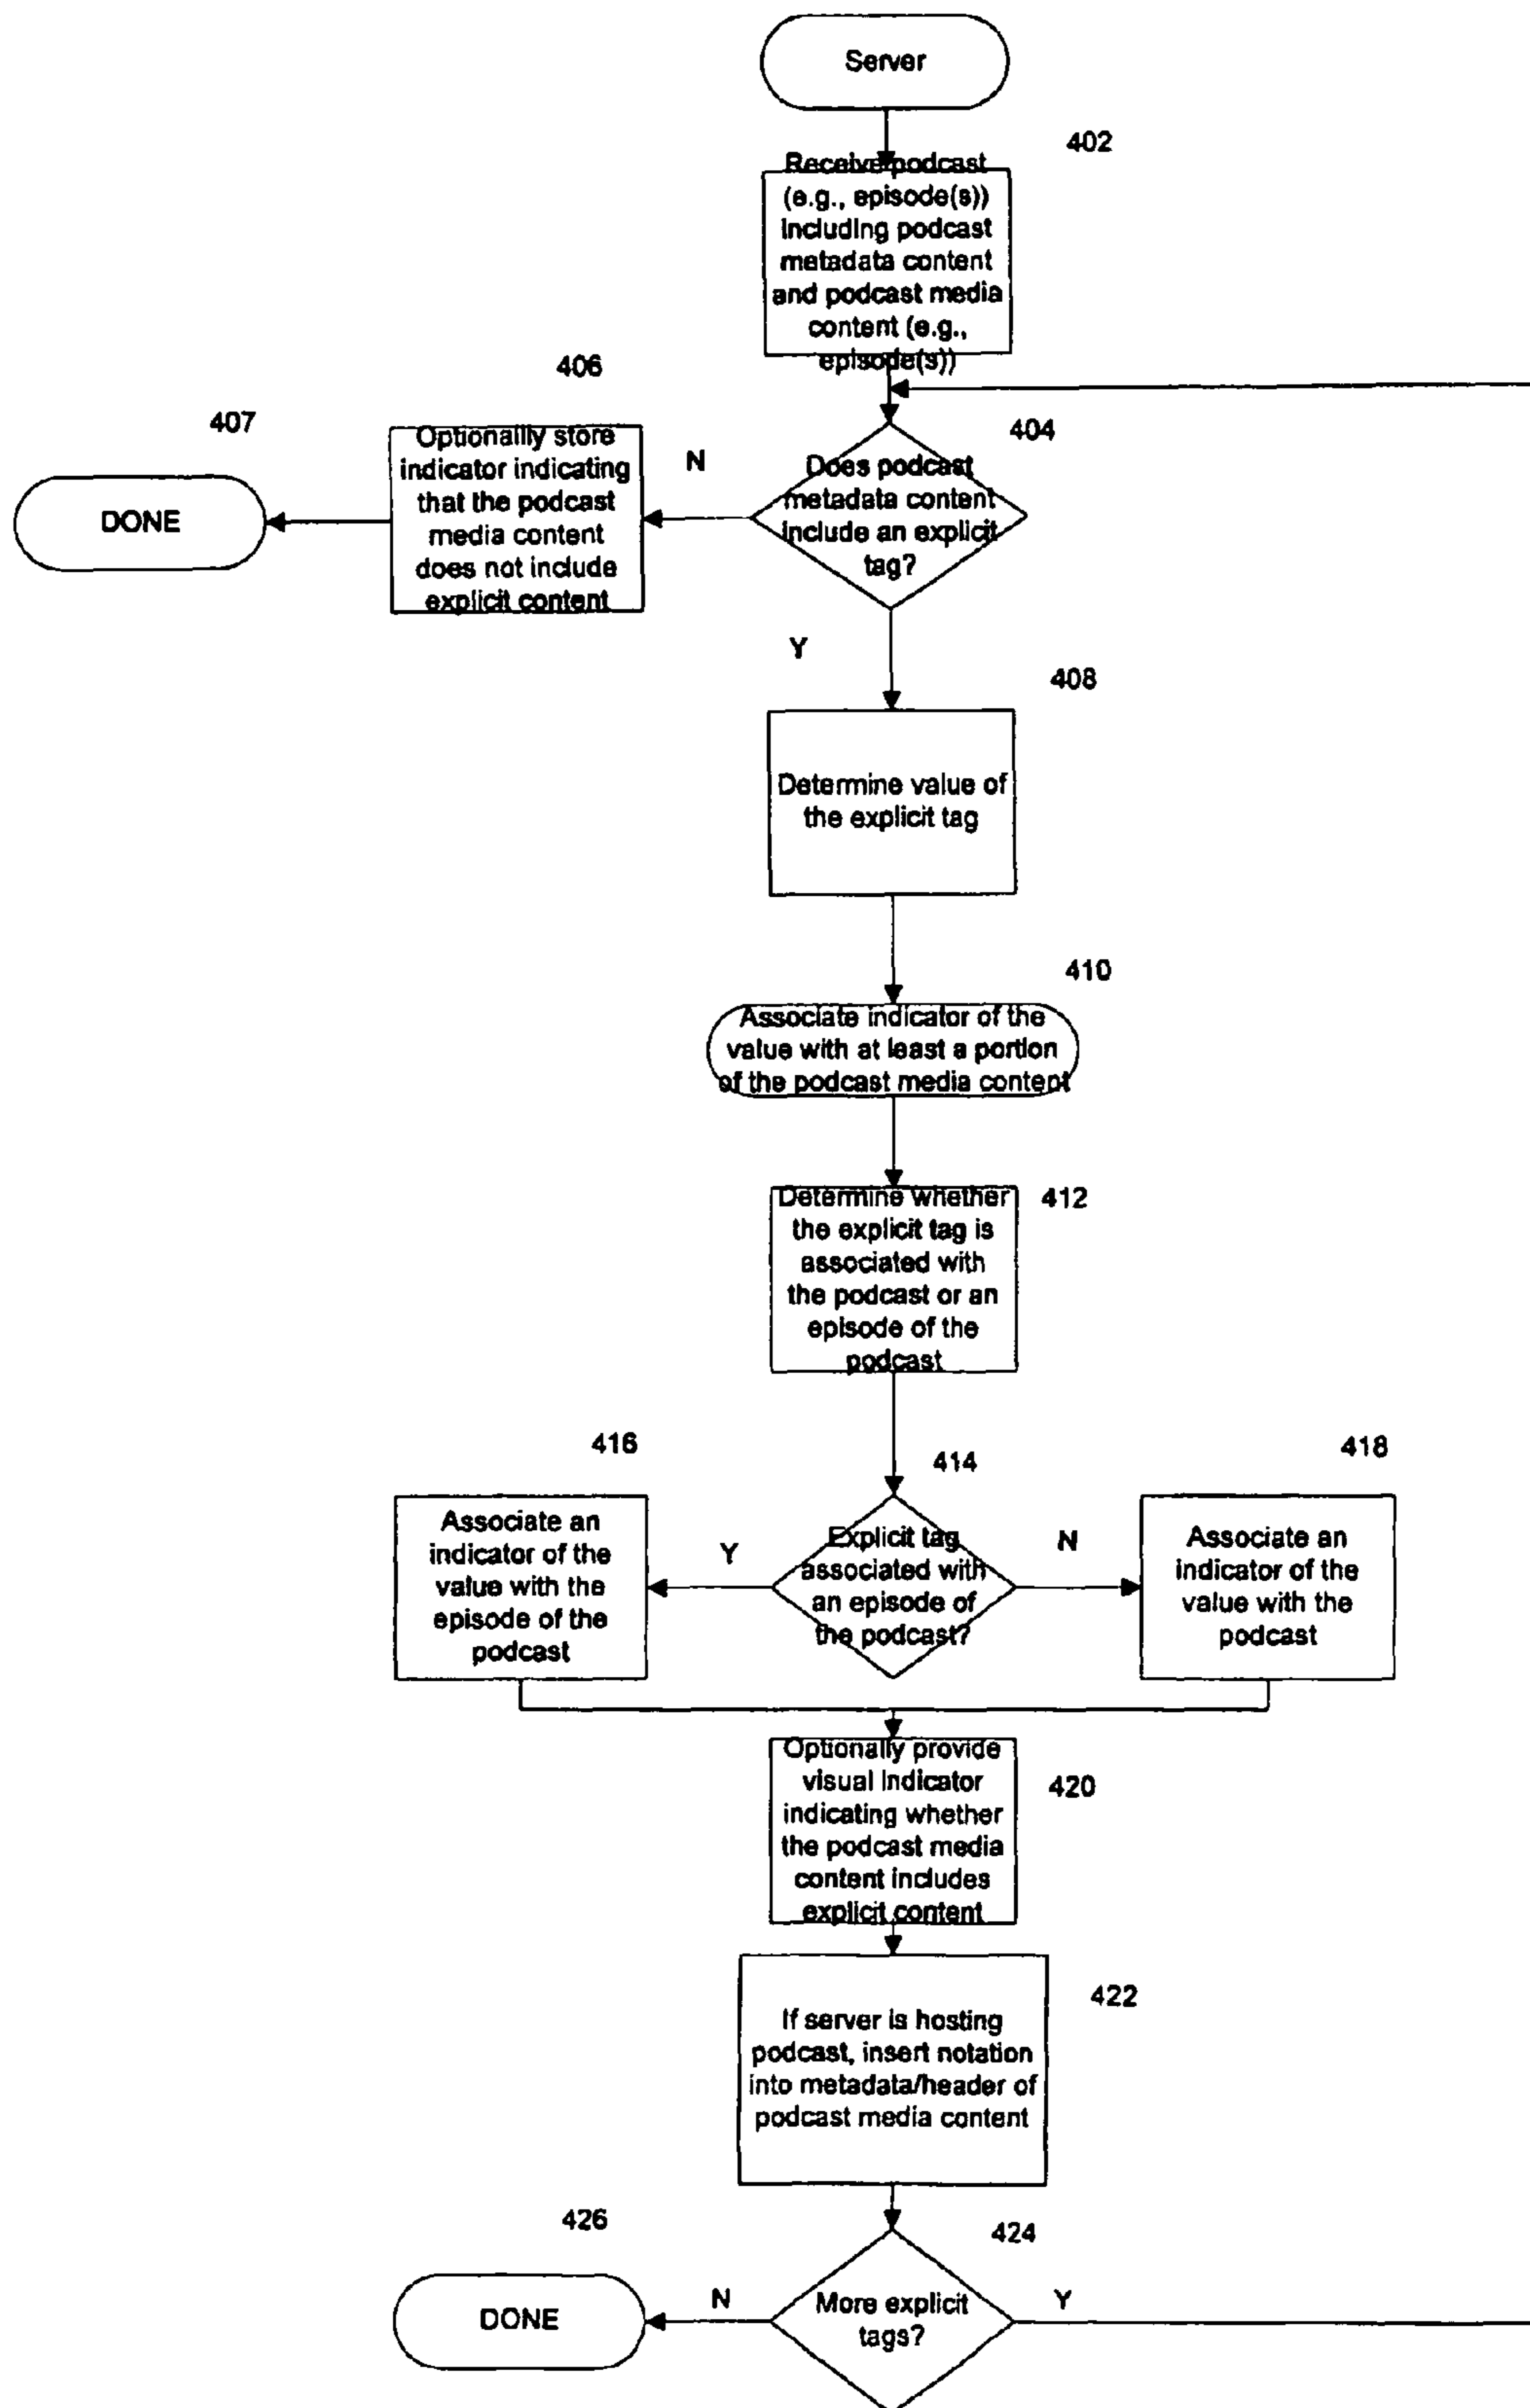 Server
402
Receive podcast
(e.g., episode(s))
including podcast
metadata content
and podcast media
content (e.g.,
episode(s))
406
407
404
Optionally store
indicator indicating
that the podcast
media content
does not include
explicit content
N
Does podcast
metadata content
include an explicit
tag?
DONE
Y
408
Determine value of
the explicit tag
410
Associate indicator of the
value with at least a portion
of the podcast media content
412
Determine whether
the explicit tag is
associated with
the podcast or an
episode of the
podcast
416
414
418
Associate an
indicator of the
value with the
episode of the
podcast
Y
Explicit tag
associated with
an episode of
the podcast?
N
Associate an
indicator of the
value with the
podcast
420
Optionally provide
visual indicator
indicating whether
the podcast media
content includes
explicit content
422
If server is hosting
podcast, insert notation
into metadata/header of
podcast media content
426
424
DONE
N
More explicit
tags?
Y